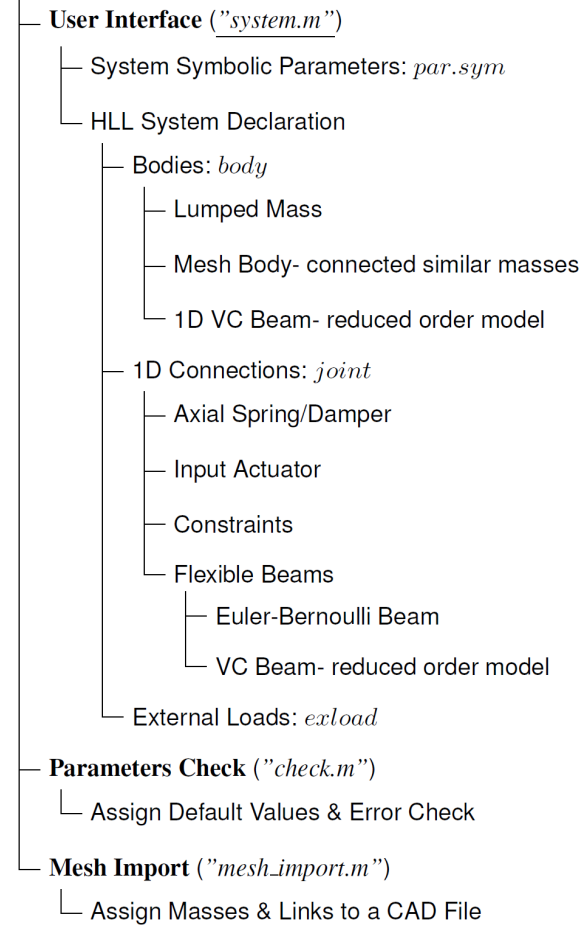 User Interface (”system.m”)
System Symbolic Parameters: par.sym
HLL System Declaration
Bodies: body
Lumped Mass
Mesh Body- connected similar masses
1D VC Beam- reduced order model
1D Connections: joint
Axial Spring/Damper
Input Actuator
Constraints
Flexible Beams
Euler-Bernoulli Beam
VC Beam- reduced order model
External Loads: exload
Parameters Check (”check.m”)
Assign Default Values & Error Check
Mesh Import (”mesh_import.m”)
Assign Masses & Links to a CAD File